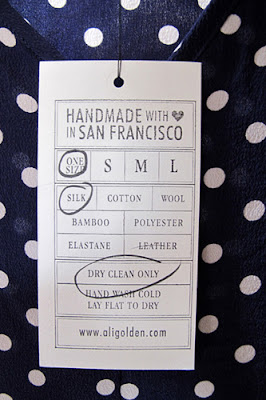 HANDMADE WITH
IN SAN FRANCISCO
ONE SIZE S M L
SILK COTTON WOOL
BAMBOO POLYESTER
ELASTANE LEATHER
DRY CLEAN ONLY
HAND WASH COLD
LAY FLAT TO DRY
www.aligolden.com